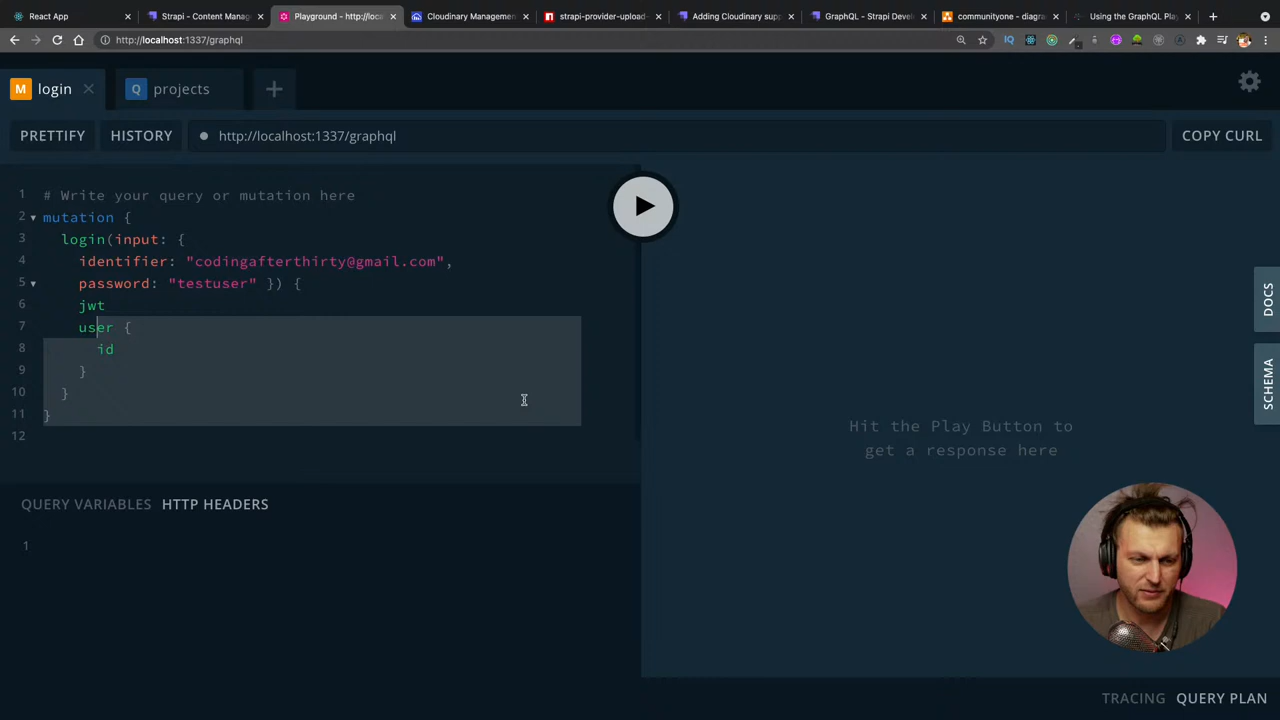 React App
Strapi - Content Manag
Playground - http://loca
Cloudinary Managemen
strapi-provider-upload-
Adding Cloudinary supp
GraphQL - Strapi Devel
communityone - diagra
Using the GraphQL Play
http://localhost:1337/graphql
M login
Q projects
PRETTIFY
HISTORY
http://localhost:1337/graphql
COPY CURL
1 # Write your query or mutation here
2 mutation {
3 login(input: {
4 identifier: "codingafterthirty@gmail.com",
5 password: "testuser" }) {
6 jwt
7 user {
8 id
9 }
10 }
11 }
12
Hit the Play Button to
get a response here
DOCS
SCHEMA
QUERY VARIABLES HTTP HEADERS
1
TRACING QUERY PLAN